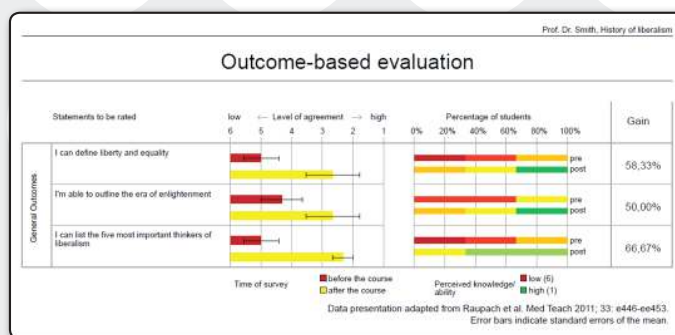 Prof. Dr. Smith, History of liberalism
Outcome-based evaluation
Statements to be rated
low ← Level of agreement → high
6 5 4 3 2 1
Percentage of students
0% 20% 40% 60% 80% 100%
Gain
General Outcomes
I can define liberty and equality
pre
post
58,33%
I'm able to outline the era of enlightenment
pre
post
50,00%
I can list the five most important thinkers of
liberalism
pre
post
66,67%
Time of survey
before the course
after the course
Perceived knowledge/
ability
low (6)
high (1)
Data presentation adapted from Raupach et al. Med Teach 2011; 33: e446-ee453.
Error bars indicate standard errors of the mean.